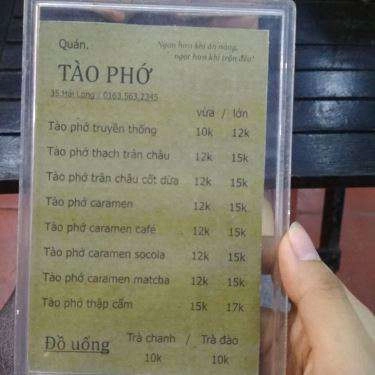 Quán.
Ngon hơn khi ăn nóng,
ngọt hơn khi trộn đều!
TÀO PHỚ
35 Hải Long / 0163.563.2245
vừa / lớn
Tào phớ truyền thống 10k 12k
Tào phớ thạch trân châu 12k 15k
Tào phớ trân châu cốt dừa 12k 15k
Tào phớ caramen 12k 15k
Tào phớ caramen café 12k 15k
Tào phớ caramen socola 12k 15k
Tào phớ caramen matcha 12k 15k
Tào phớ thập cẩm 15k 17k
Đồ uống Trà chanh / Trà đào
10k 10k